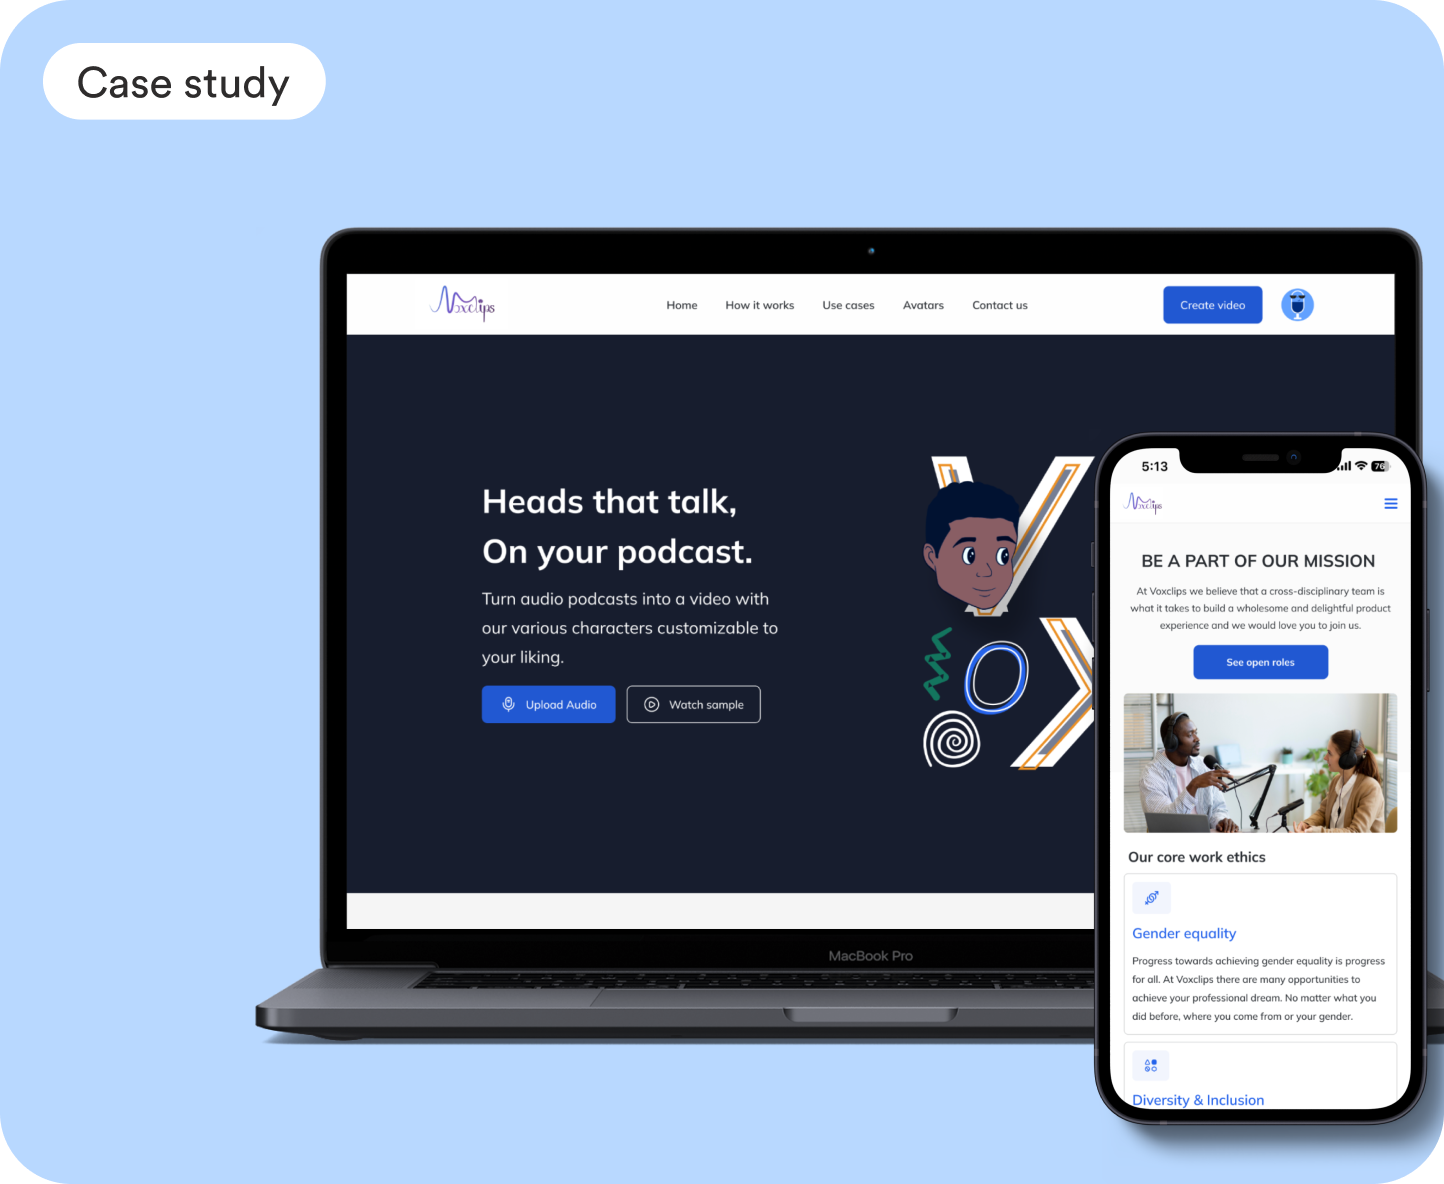 Case study
Voxclips
Home How it works Use cases Avatars Contact us
Create video
Heads that talk,
On your podcast.
Turn audio podcasts into a video with
our various characters customizable to
your liking.
Upload Audio
Watch sample
VOX
MacBook Pro
5:13
76
Voxclips
BE A PART OF OUR MISSION
At Voxclips we believe that a cross-disciplinary team is
what it takes to build a wholesome and delightful product
experience and we would love you to join us.
See open roles
Our core work ethics
Gender equality
Progress towards achieving gender equality is progress
for all. At Voxclips there are many opportunities to
achieve your professional dream. No matter what you
did before, where you come from or your gender.
Diversity & Inclusion